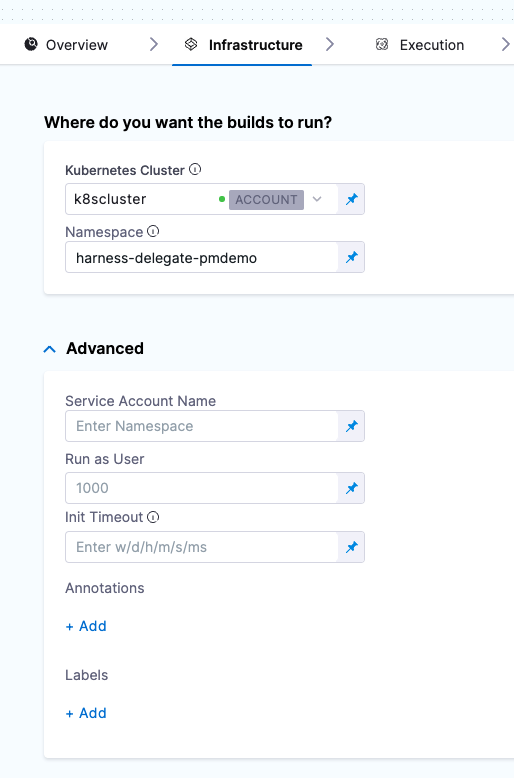 Overview
Infrastructure
Execution
Where do you want the builds to run?
Kubernetes Cluster
k8scluster ACCOUNT
Namespace
harness-delegate-pmdemo
Advanced
Service Account Name
Enter Namespace
Run as User
1000
Init Timeout
Enter w/d/h/m/s/ms
Annotations
+ Add
Labels
+ Add